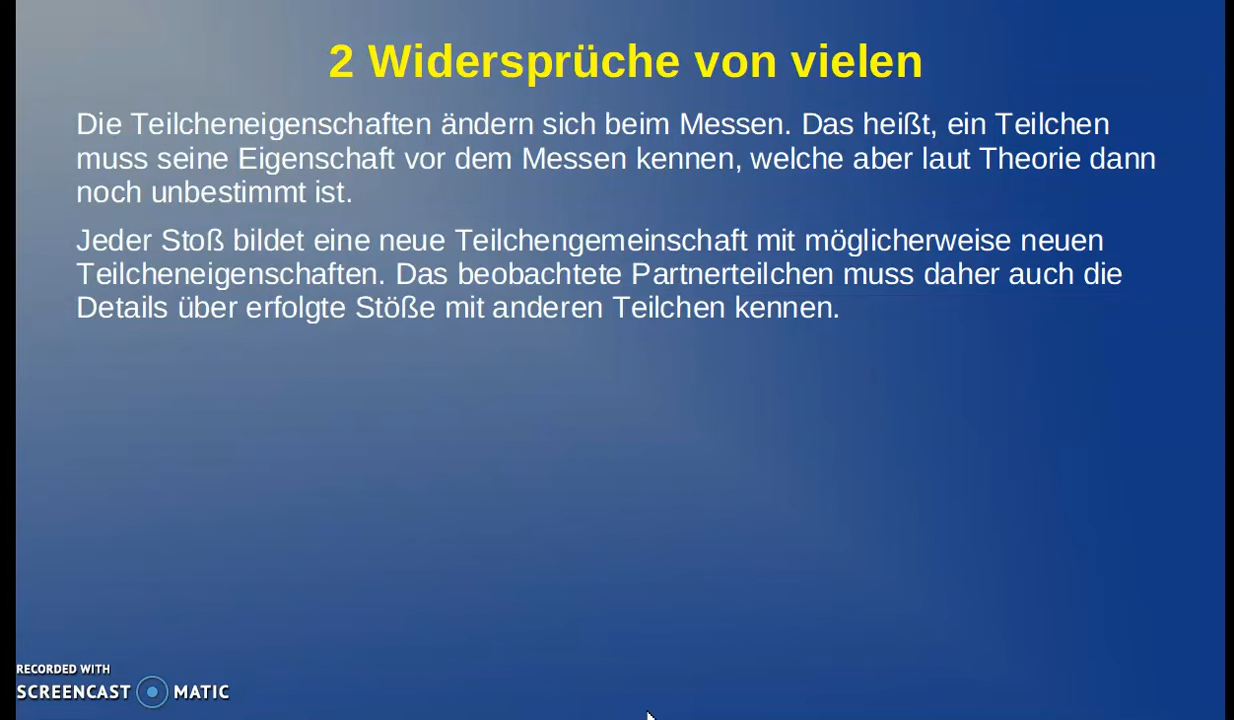 2 Widersprüche von vielen
Die Teilcheneigenschaften ändern sich beim Messen. Das heißt, ein Teilchen
muss seine Eigenschaft vor dem Messen kennen, welche aber laut Theorie dann
noch unbestimmt ist.
Jeder Stoß bildet eine neue Teilchengemeinschaft mit möglicherweise neuen
Teilcheneigenschaften. Das beobachtete Partnerteilchen muss daher auch die
Details über erfolgte Stöße mit anderen Teilchen kennen.
RECORDED WITH
SCREENCAST MATIC